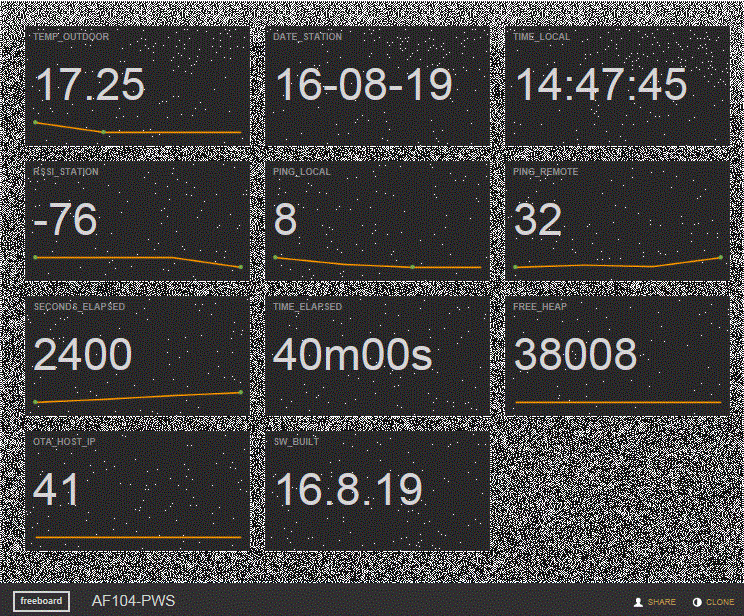 TEMP_OUTDOOR
17.25
DATE_STATION
16-08-19
TIME_LOCAL
14:47:45
RSSI_STATION
-76
PING_LOCAL
8
PING_REMOTE
32
SECONDS_ELAPSED
2400
TIME_ELAPSED
40m00s
FREE_HEAP
38008
OTA_HOST_IP
41
SW_BUILT
16.8.19
freeboard AF104-PWS SHARE CLONE